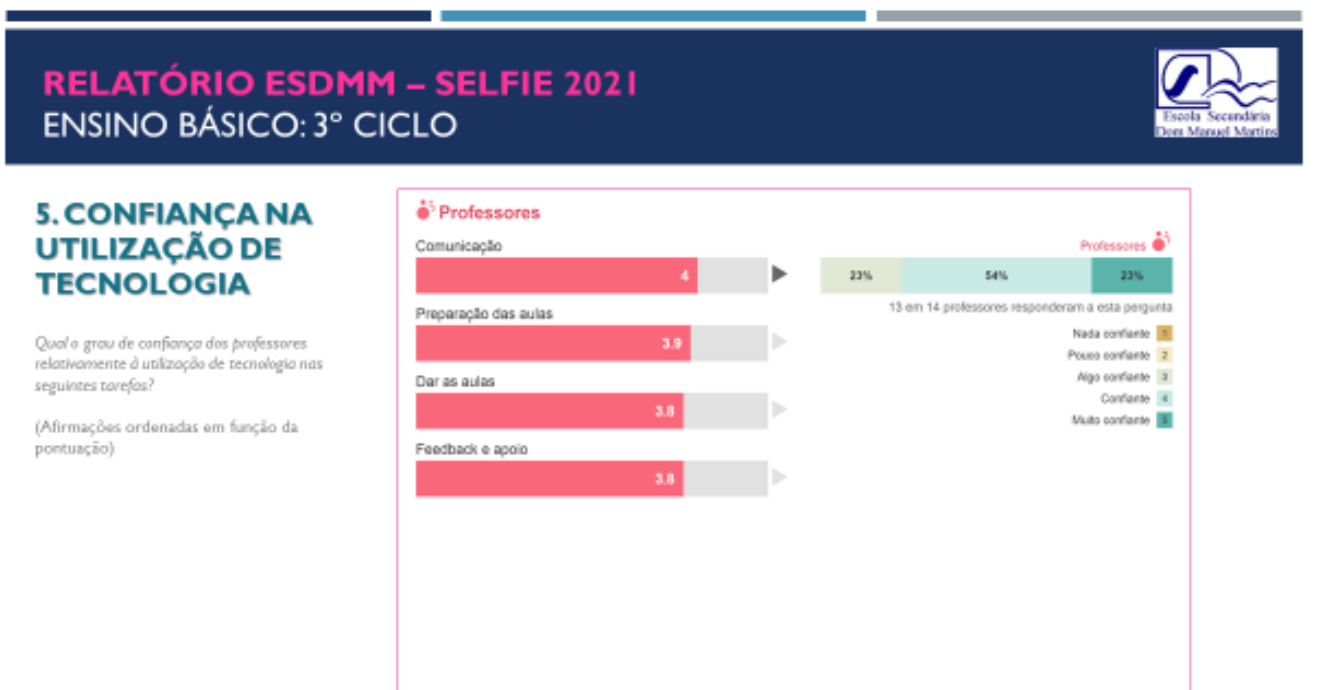 RELATÓRIO ESDMM – SELFIE 2021
ENSINO BÁSICO: 3º CICLO
Escola Secundária
Dom Manuel Martins
5. CONFIANÇA NA
UTILIZAÇÃO DE
TECNOLOGIA
Qual o grau de confiança dos professores
relativamente à utilização de tecnologia nas
seguintes tarefas?
(Afirmações ordenadas em função da
pontuação)
Professores
Comunicação
4
Preparação das aulas
3.9
Dar as aulas
3.8
Feedback e apoio
3.8
Professores
23% 54% 23%
13 em 14 professores responderam a esta pergunta
Nada confiante 1
Pouco confiante 2
Algo confiante 3
Confiante 4
Muito confiante 5